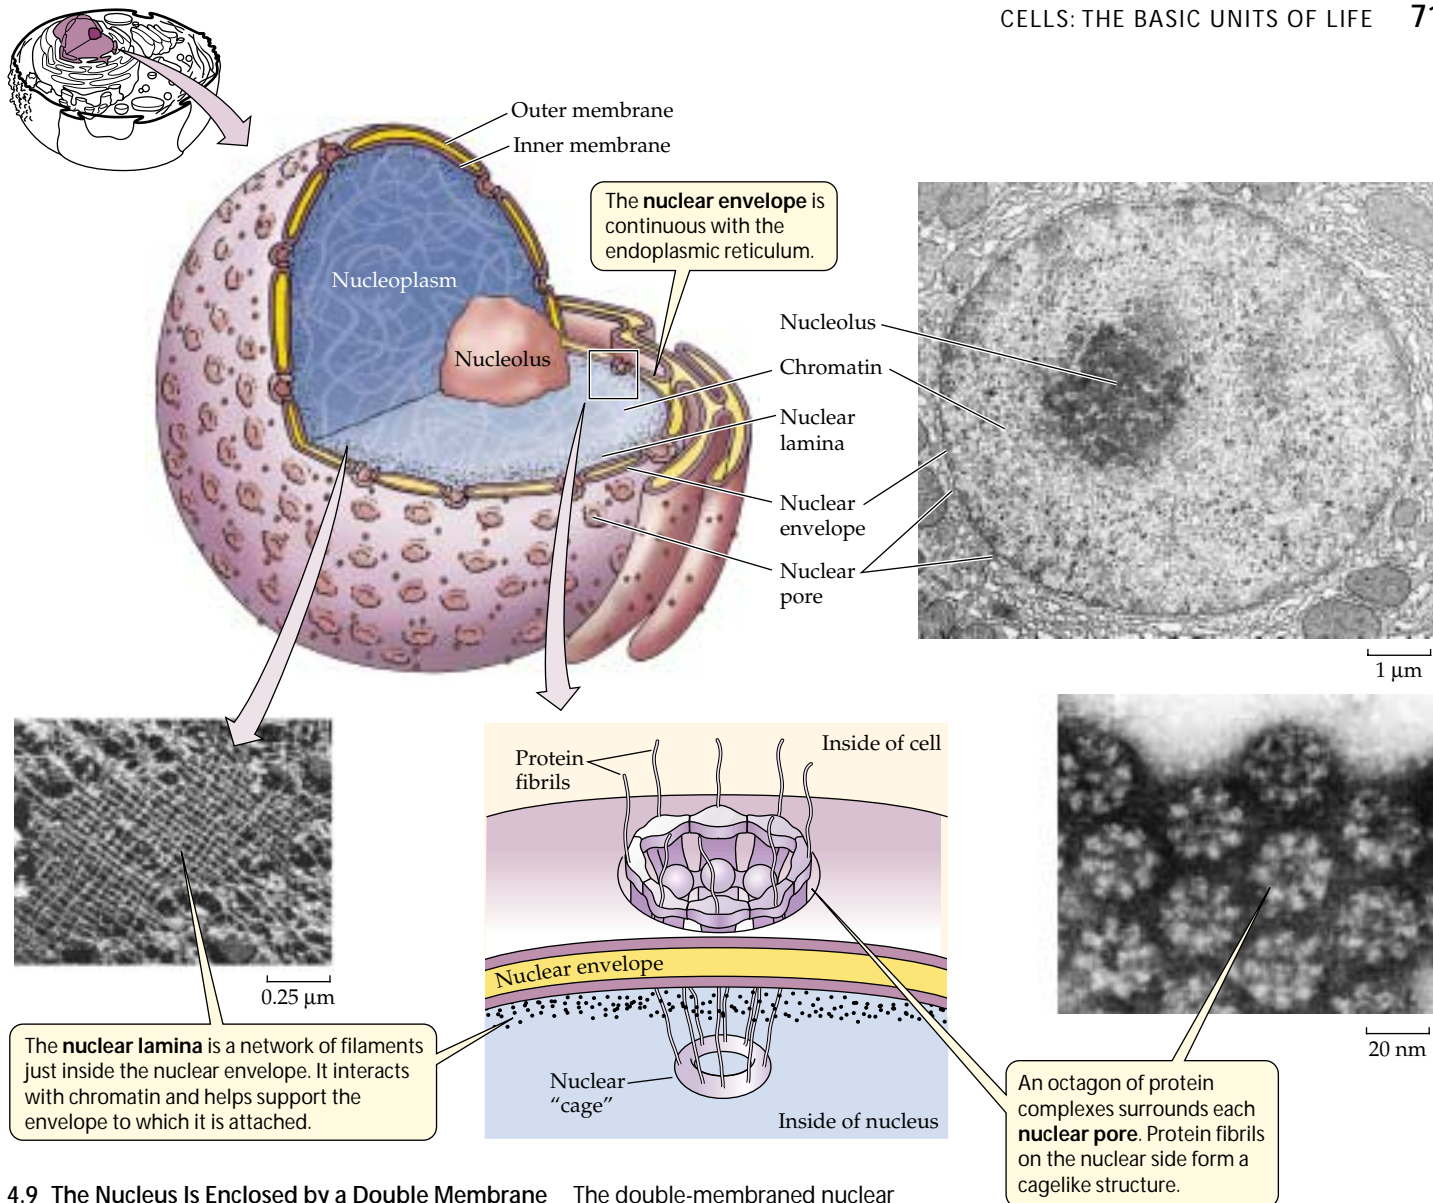 CELLS: THE BASIC UNITS OF LIFE 71
Outer membrane
Inner membrane
The nuclear envelope is
continuous with the
endoplasmic reticulum.
Nucleoplasm
Nucleolus
Nucleolus
Chromatin
Nuclear
lamina
Nuclear
envelope
Nuclear
pore
1 µm
Protein
fibrils
Inside of cell
Nuclear envelope
Nuclear
“cage”
Inside of nucleus
0.25 µm
The nuclear lamina is a network of filaments
just inside the nuclear envelope. It interacts
with chromatin and helps support the
envelope to which it is attached.
20 nm
An octagon of protein
complexes surrounds each
nuclear pore. Protein fibrils
on the nuclear side form a
cagelike structure.
4.9 The Nucleus Is Enclosed by a Double Membrane The double-membraned nuclear